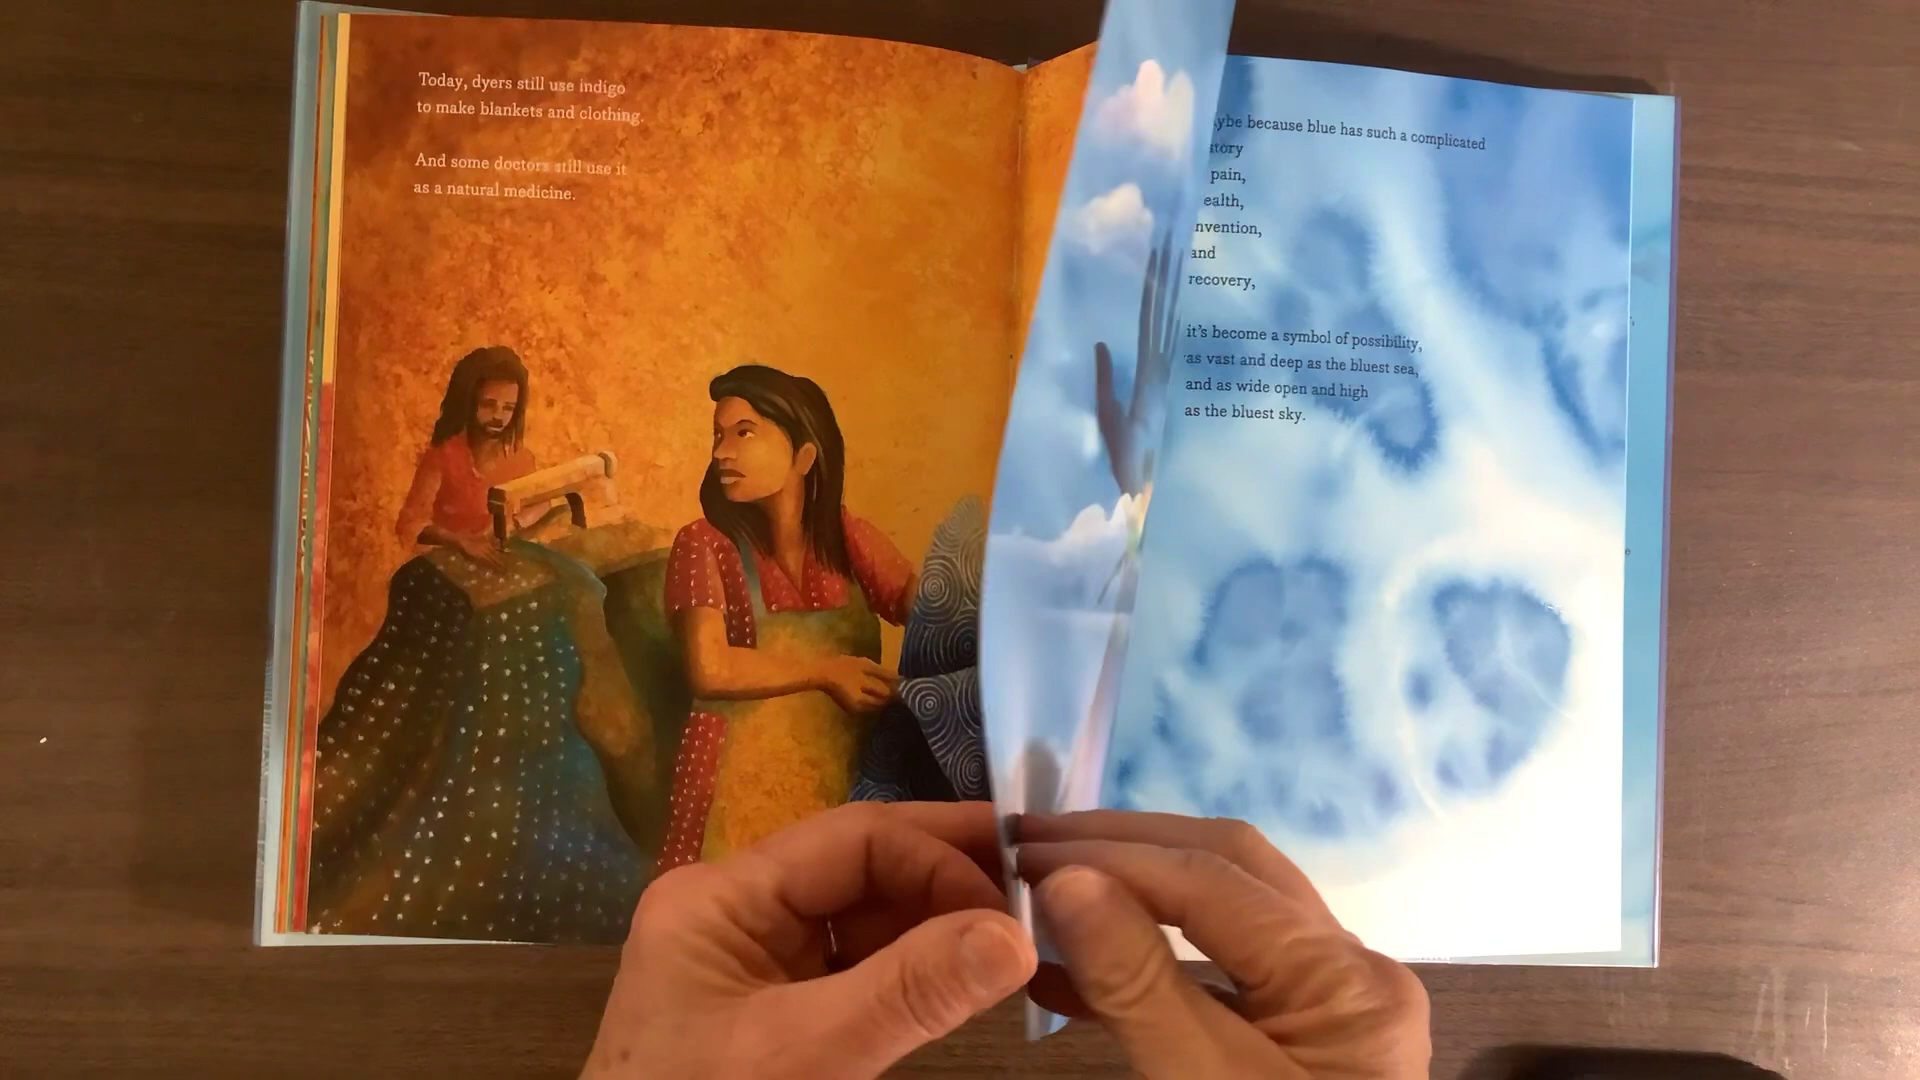 Today, dyers still use indigo
to make blankets and clothing.
And some doctors still use it
as a natural medicine.
because blue has such a complicated
pain,
and
recovery,
it's become a symbol of possibility,
as vast and deep as the bluest sea,
and as wide open and high
as the bluest sky.